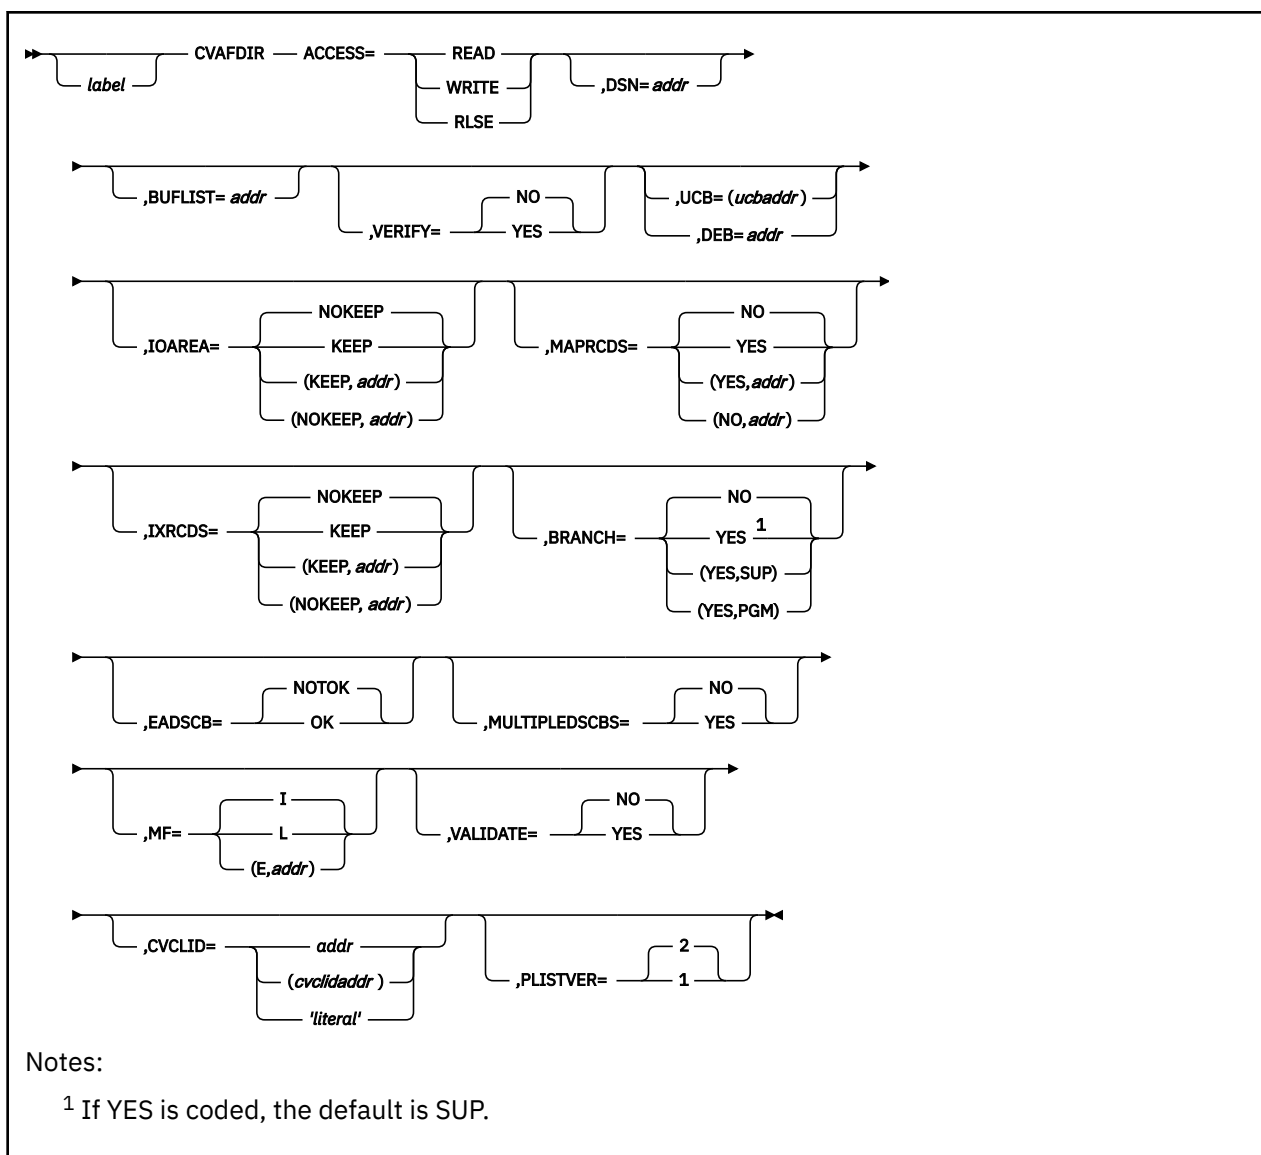 CVAFDIR ACCESS= READ
label WRITE ,DSN= addr
RLSE
,BUFLIST= addr NO ,UCB= (ucbaddr)
,VERIFY= YES ,DEB= addr
NOKEEP NO
,IOAREA= KEEP ,MAPRCDS= YES
(KEEP, addr) (YES,addr)
(NOKEEP, addr) (NO,addr)
NOKEEP NO
,IXRCDS= KEEP ,BRANCH= YES 1
(KEEP, addr) (YES,SUP)
(NOKEEP, addr) (YES,PGM)
NOTOK NO
,EADSCB= OK ,MULTIPLEDSCBS= YES
I NO
,MF= L ,VALIDATE= YES
(E,addr)
,CVCLID= addr 2
(cvclidaddr) ,PLISTVER= 1
'literal'
Notes:
1 If YES is coded, the default is SUP.